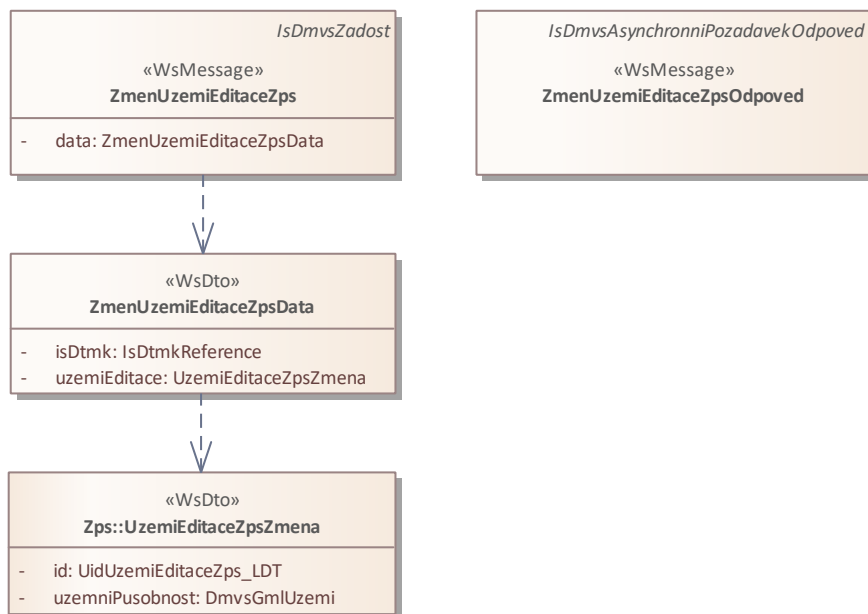 IsDmvsZadost
«WsMessage»
ZmenUzemiEditaceZps
- data: ZmenUzemiEditaceZpsData
IsDmvsAsynchronniPozadavekOdpoved
«WsMessage»
ZmenUzemiEditaceZpsOdpoved
«WsDto»
ZmenUzemiEditaceZpsData
- isDtmk: IsDtmkReference
- uzemiEditace: UzemiEditaceZpsZmena
«WsDto»
Zps::UzemiEditaceZpsZmena
- id: UidUzemiEditaceZps_LDT
- uzemniPusobnost: DmvsGmlUzemi